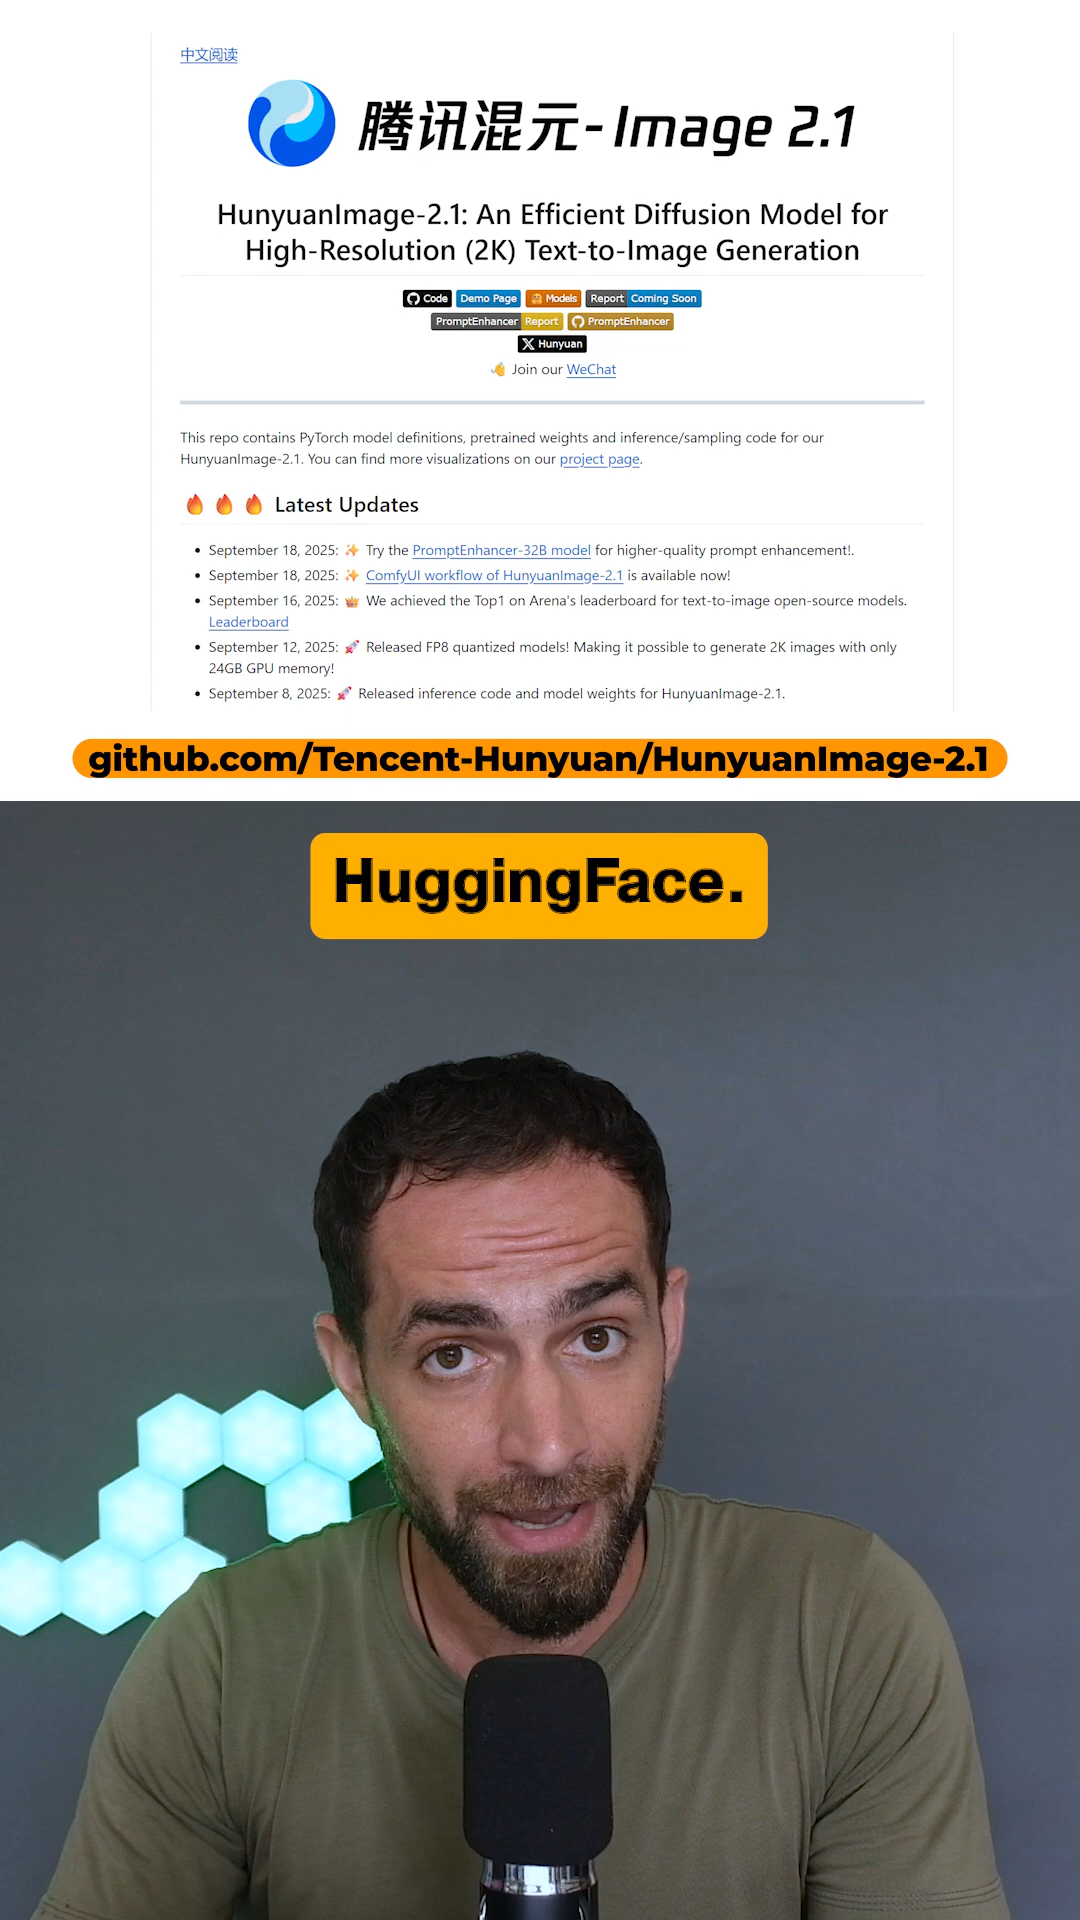 中文阅读
腾讯混元-Image 2.1
HunyuanImage-2.1: An Efficient Diffusion Model for
High-Resolution (2K) Text-to-Image Generation
Code Demo Page Models Report Coming Soon
PromptEnhancer Report PromptEnhancer
X Hunyuan
👋 Join our WeChat
This repo contains PyTorch model definitions, pretrained weights and inference/sampling code for our
HunyuanImage-2.1. You can find more visualizations on our project page.
🔥 🔥 🔥 Latest Updates
• September 18, 2025: ✨ Try the PromptEnhancer-32B model for higher-quality prompt enhancement!.
• September 18, 2025: ✨ ComfyUI workflow of HunyuanImage-2.1 is available now!
• September 16, 2025: 👑 We achieved the Top1 on Arena's leaderboard for text-to-image open-source models.
Leaderboard
• September 12, 2025: 🚀 Released FP8 quantized models! Making it possible to generate 2K images with only
24GB GPU memory!
• September 8, 2025: 🚀 Released inference code and model weights for HunyuanImage-2.1.
github.com/Tencent-Hunyuan/HunyuanImage-2.1
HuggingFace.